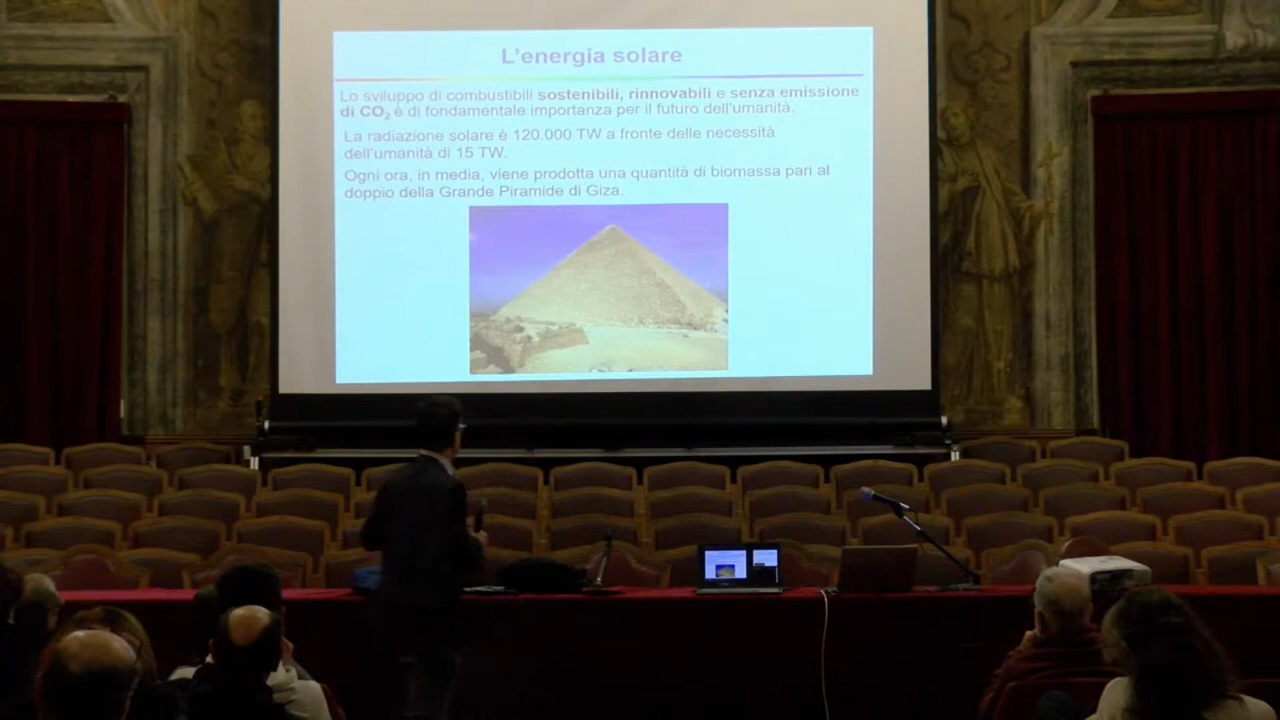 L'energia solare
Lo sviluppo di combustibili sostenibili, rinnovabili e senza emissione
di CO₂ è di fondamentale importanza per il futuro dell'umanità.
La radiazione solare è 120.000 TW a fronte delle necessità
dell'umanità di 15 TW.
Ogni ora, in media, viene prodotta una quantità di biomassa pari al
doppio della Grande Piramide di Giza.